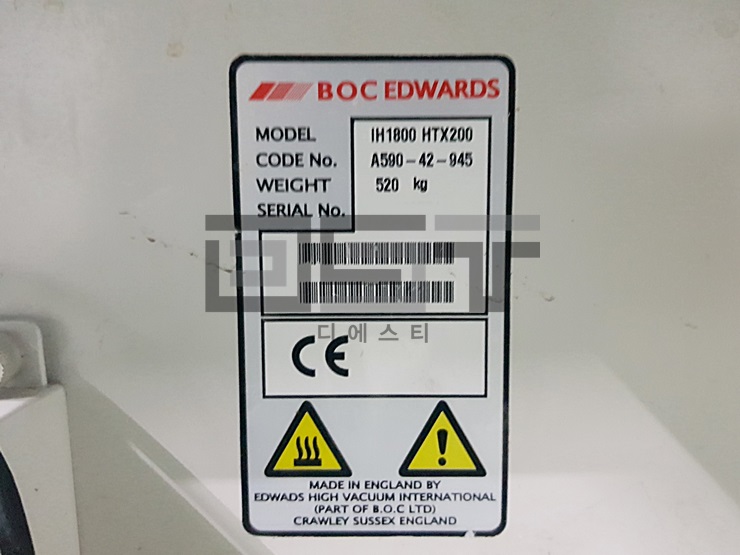 BOC EDWARDS
MODEL IH1800 HTX200
CODE No. A590-42-945
WEIGHT 520 kg
SERIAL No.
디에스티
CE
MADE IN ENGLAND BY
EDWADS HIGH VACUUM INTERNATIONAL
(PART OF B.O.C LTD)
CRAWLEY SUSSEX ENGLAND